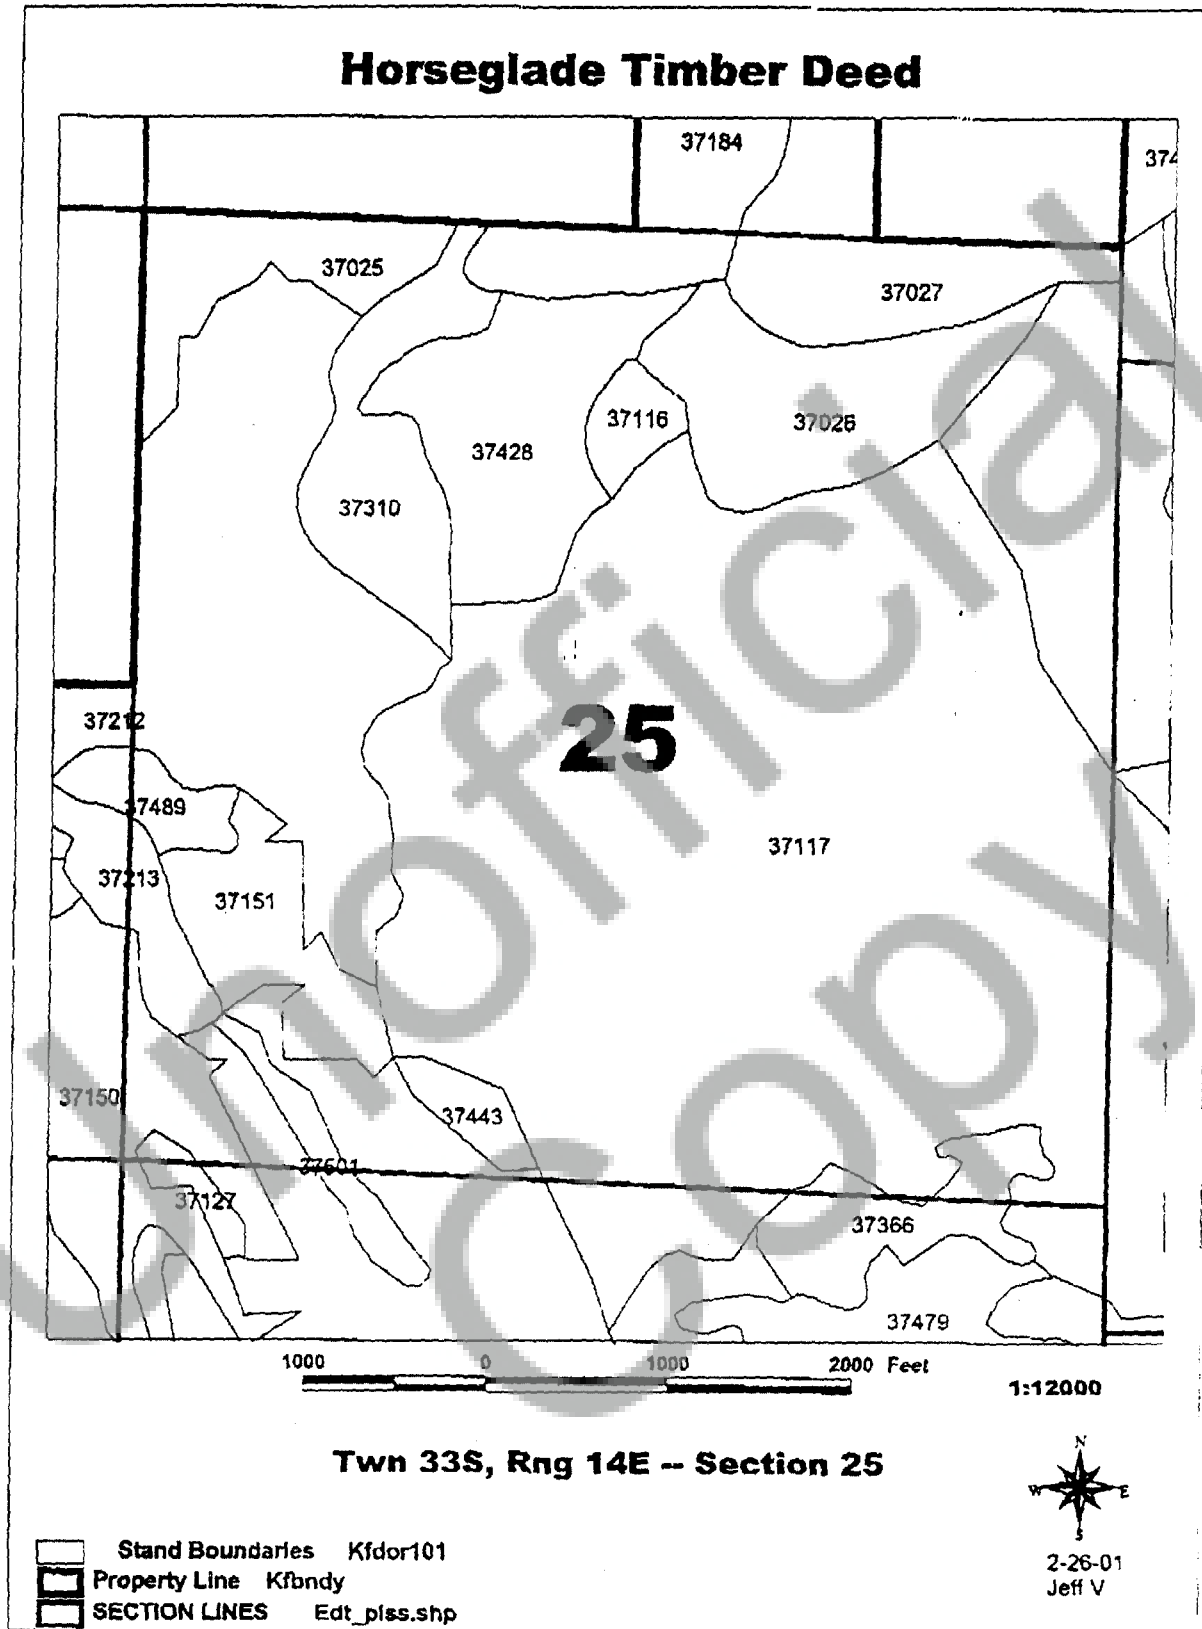 Horseglade Timber Deed
37184
374
37025
37027
37116
37026
37428
37310
25
37212
37489
37117
37213
37151
37150
37443
37601
37127
37366
37479
1000 0 1000 2000 Feet
1:12000
Twn 33S, Rng 14E -- Section 25
N
W E
S
Stand Boundaries Kfdor101
Property Line Kfbndy
SECTION LINES Edt_plss.shp
2-26-01
Jeff V
Unofficial
Copy